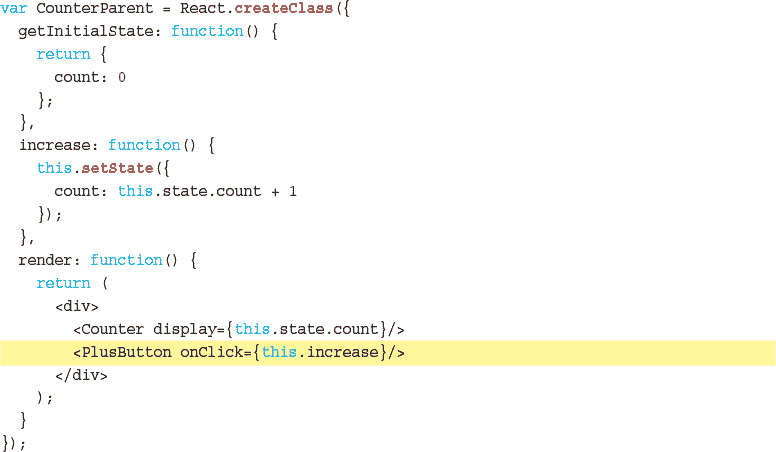 var CounterParent = React.createClass({
  getInitialState: function() {
    return {
      count: 0
    };
  },
  increase: function() {
    this.setState({
      count: this.state.count + 1
    });
  },
  render: function() {
    return (
      <div>
        <Counter display={this.state.count}/>
        <PlusButton onClick={this.increase}/>
      </div>
    );
  }
});